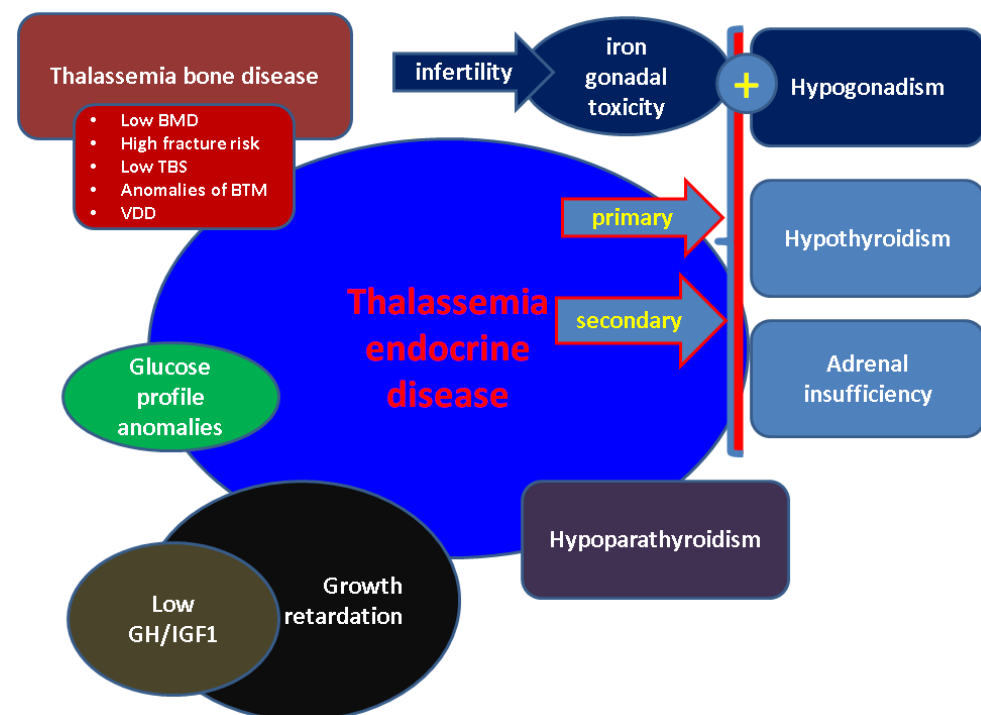 Thalassemia bone disease
• Low BMD
• High fracture risk
• Low TBS
• Anomalies of BTM
• VDD
infertility
iron
gonadal
toxicity
+
Hypogonadism
primary
Hypothyroidism
secondary
Adrenal
insufficiency
Thalassemia
endocrine
disease
Glucose
profile
anomalies
Hypoparathyroidism
Growth
retardation
Low
GH/IGF1